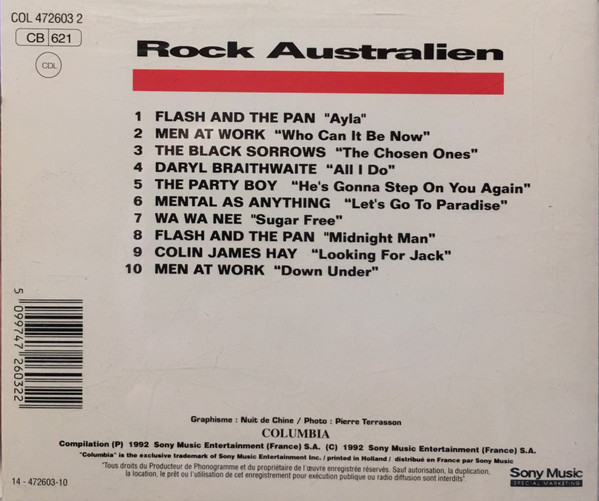 COL 472603 2
CB 621
CDL
Rock Australien
1 FLASH AND THE PAN "Ayla"
2 MEN AT WORK "Who Can It Be Now"
3 THE BLACK SORROWS "The Chosen Ones"
4 DARYL BRAITHWAITE "All I Do"
5 THE PARTY BOY "He's Gonna Step On You Again"
6 MENTAL AS ANYTHING "Let's Go To Paradise"
7 WA WA NEE "Sugar Free"
8 FLASH AND THE PAN "Midnight Man"
9 COLIN JAMES HAY "Looking For Jack"
10 MEN AT WORK "Down Under"
5 099747 260322
Graphisme : Nuit de Chine / Photo : Pierre Terrasson
COLUMBIA
Compilation (P) 1992 Sony Music Entertainment (France) S.A. (C) 1992 Sony Music Entertainment (France) S.A.
"Columbia" is the exclusive trademark of Sony Music Entertainment Inc. / printed in Holland / distribué en France par Sony Music
"Tous droits du Producteur de Phonogramme et du propriétaire de l'œuvre enregistrée réservés. Sauf autorisation, la duplication,
la location, le prêt ou l'utilisation de cet enregistrement pour exécution publique ou radio diffusion sont interdits".
14 - 472603-10
Sony Music
SPECIAL MARKETING